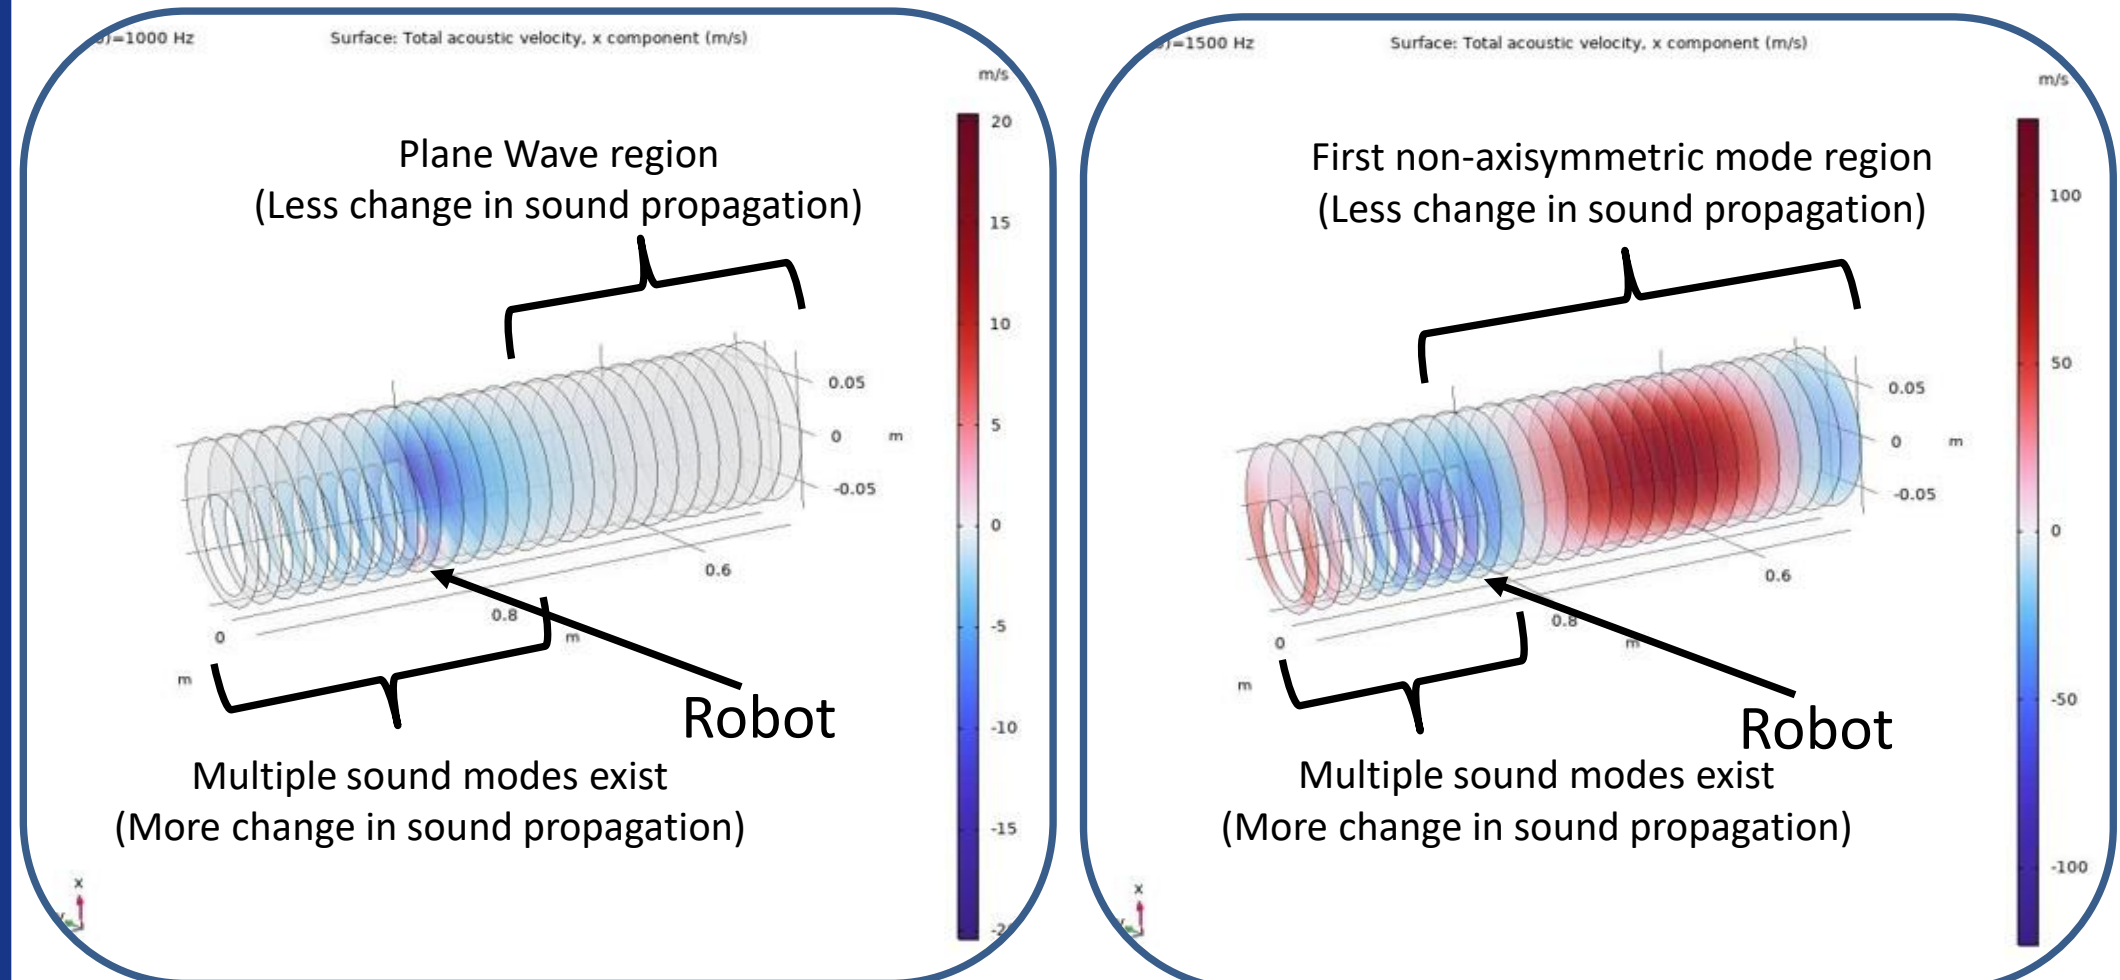 )=1000 Hz
Surface: Total acoustic velocity, x component (m/s)
m/s
Plane Wave region
(Less change in sound propagation)
20
15
10
5
0
-5
-10
-15
0.05
0
m
-0.05
0.6
0.8
m
0
m
Robot
Multiple sound modes exist
(More change in sound propagation)
x
)=1500 Hz
Surface: Total acoustic velocity, x component (m/s)
m/s
First non-axisymmetric mode region
(Less change in sound propagation)
100
50
0
-50
-100
0.05
0
m
-0.05
0.6
0.8
m
0
m
Robot
Multiple sound modes exist
(More change in sound propagation)
x